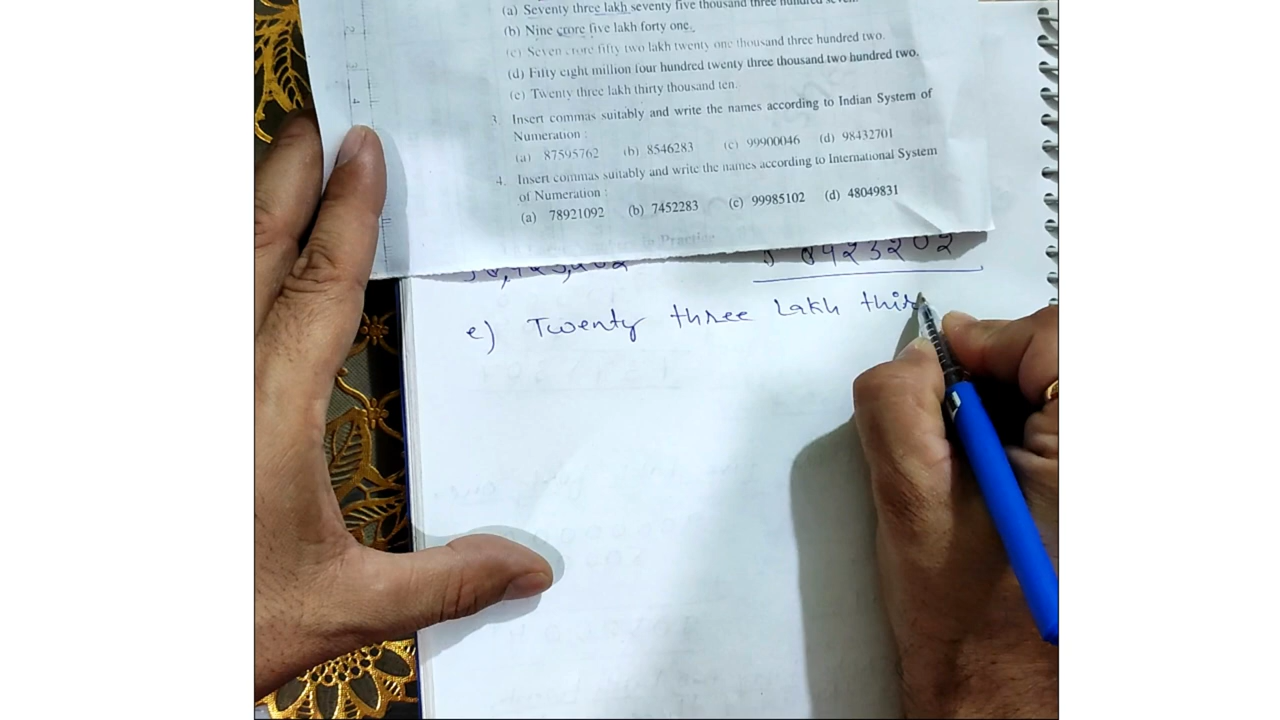 (a) Seventy three lakh seventy five thousand three hundred seven.
(b) Nine crore five lakh forty one.
(c) Seven crore fifty two lakh twenty one thousand three hundred two.
(d) Fifty eight million four hundred twenty three thousand two hundred two.
(e) Twenty three lakh thirty thousand ten.
3. Insert commas suitably and write the names according to Indian System of
Numeration :
(a) 87595762 (b) 8546283 (c) 99900046 (d) 98432701
4. Insert commas suitably and write the names according to International System
of Numeration :
(a) 78921092 (b) 7452283 (c) 99985102 (d) 48049831
58,423,202 58423202
e) Twenty three Lakh thir